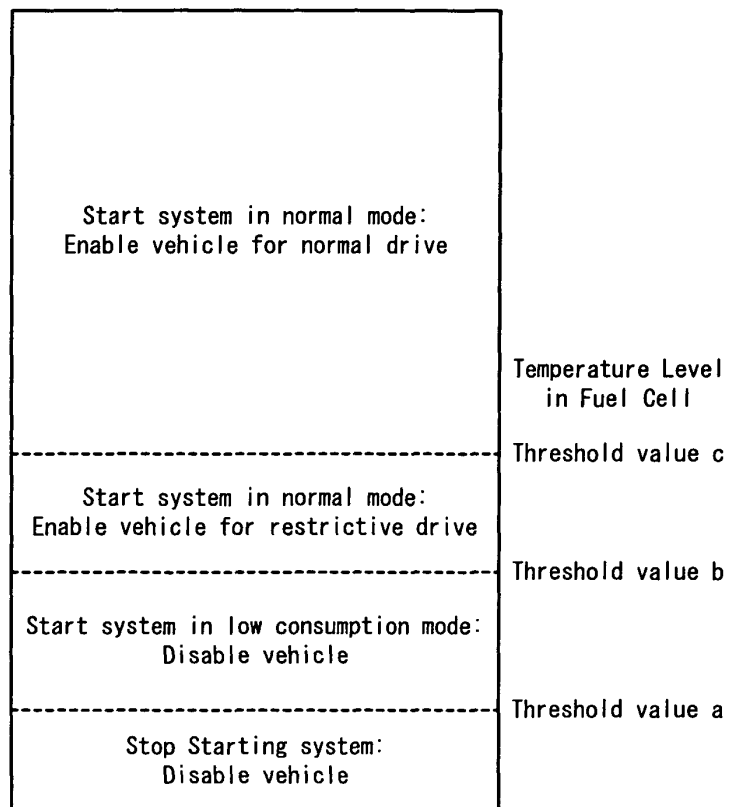 Start system in normal mode:
Enable vehicle for normal drive
Temperature Level
in Fuel Cell
Threshold value c
Start system in normal mode:
Enable vehicle for restrictive drive
Threshold value b
Start system in low consumption mode:
Disable vehicle
Threshold value a
Stop Starting system:
Disable vehicle